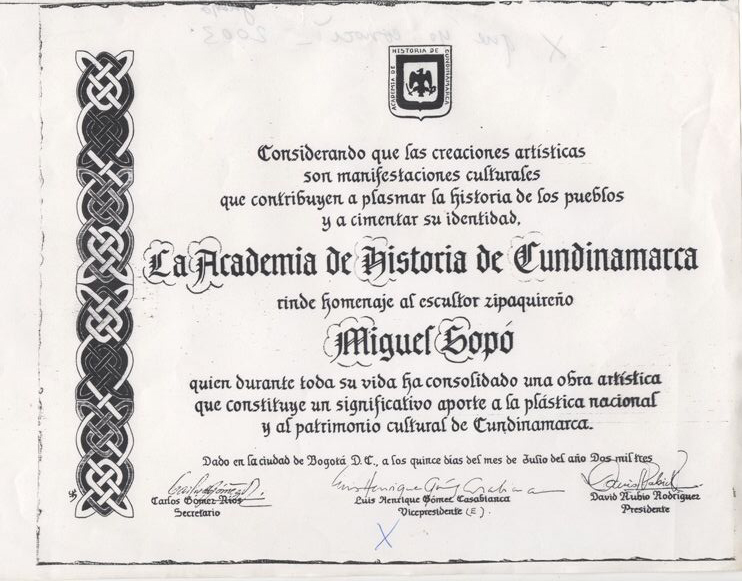 HISTORIA DE
ACADEMIA DE
CUNDINAMARCA
Considerando que las creaciones artísticas
son manifestaciones culturales
que contribuyen a plasmar la historia de los pueblos
y a cimentar su identidad,
La Academia de Historia de Cundinamarca
rinde homenaje al escultor zipaquireño
Miguel Sopó
quien durante toda su vida ha consolidado una obra artística
que constituye un significativo aporte a la plástica nacional
y al patrimonio cultural de Cundinamarca.
Dado en la ciudad de Bogotá D.C., a los quince días del mes de Julio del año Dos mil tres
Carlos Gómez Ríos
Luis Henrique Gómez Casabianca
David Rubio Rodríguez
Secretario
Vicepresidente (E).
Presidente
X